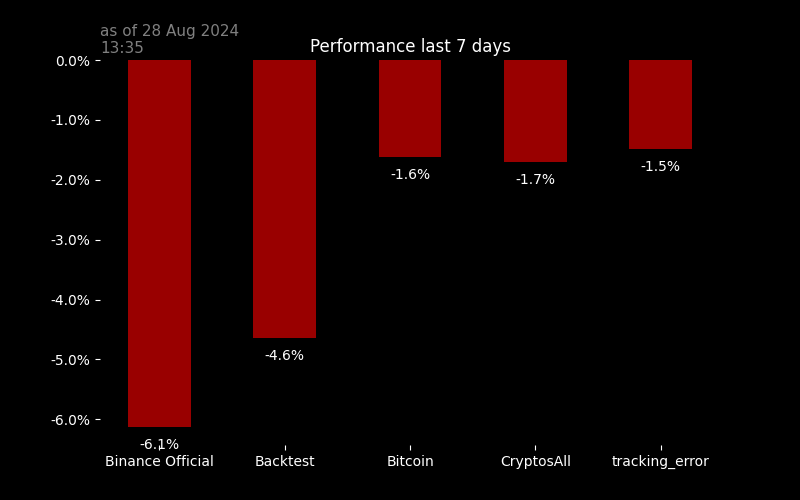 as of 28 Aug 2024
13:35
Performance last 7 days
0.0%
-1.0%
-2.0%
-3.0%
-4.0%
-5.0%
-6.0%
-6.1%
-4.6%
-1.6%
-1.7%
-1.5%
Binance Official
Backtest
Bitcoin
CryptosAll
tracking_error